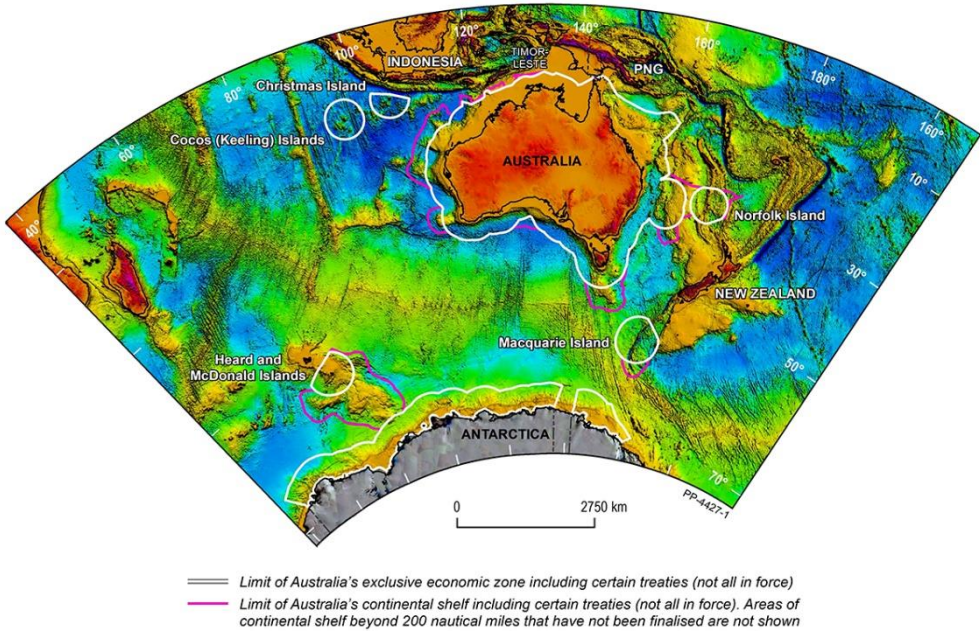 120°
140°
100°
160°
TIMOR-
LESTE
INDONESIA
PNG
180°
Christmas Island
80°
160°
Cocos (Keeling) Islands
60°
AUSTRALIA
10°
40°
Norfolk Island
30°
NEW ZEALAND
Macquarie Island
Heard and
McDonald Islands
50°
ANTARCTICA
70°
PP-4427-1
0
2750 km
Limit of Australia's exclusive economic zone including certain treaties (not all in force)
Limit of Australia's continental shelf including certain treaties (not all in force). Areas of
continental shelf beyond 200 nautical miles that have not been finalised are not shown